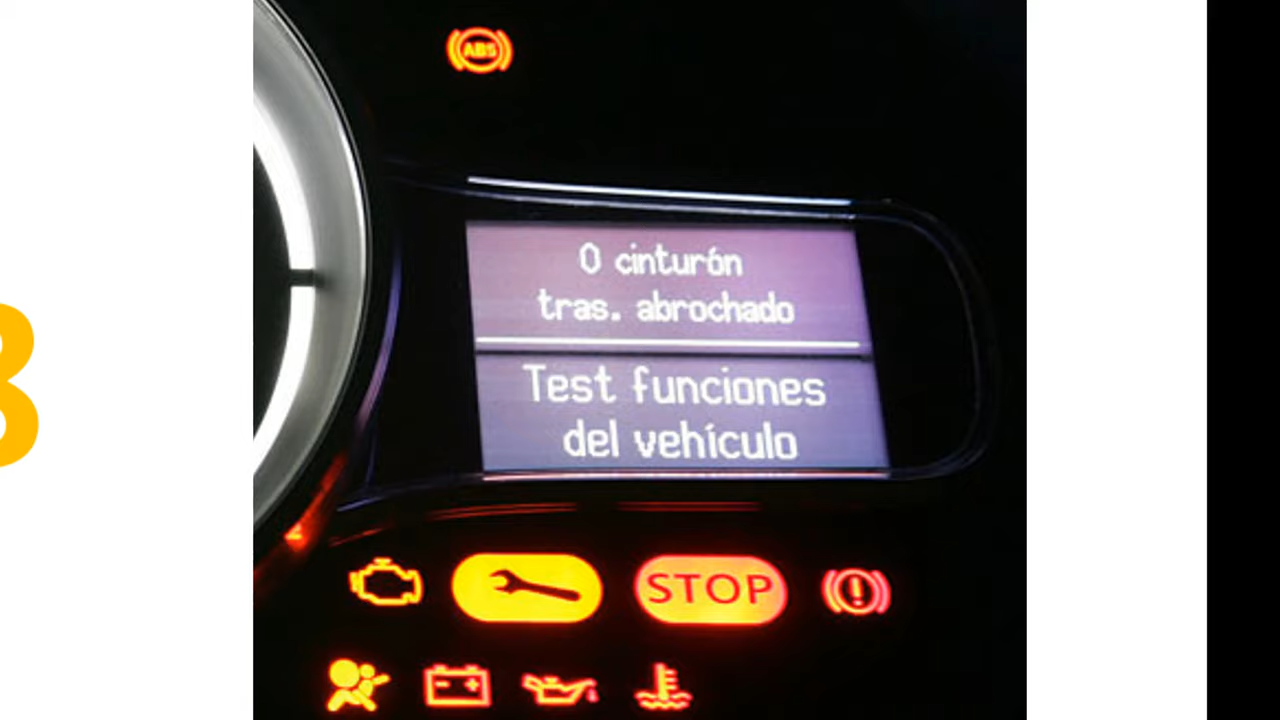 ABS
0 cinturón
tras. abrochado
Test funciones
del vehículo
STOP